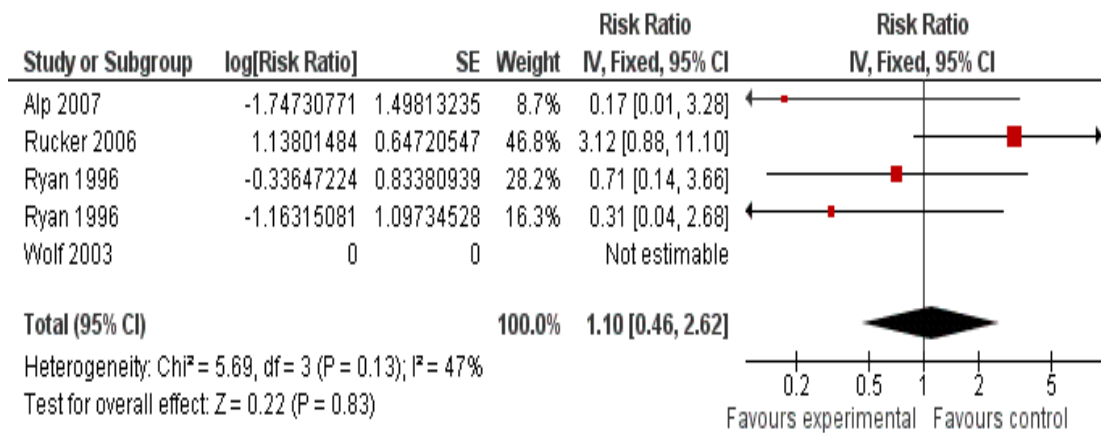 Risk Ratio Risk Ratio
Study or Subgroup log[Risk Ratio] SE Weight IV, Fixed, 95% CI IV, Fixed, 95% CI
Alp 2007 -1.74730771 1.49813235 8.7% 0.17 [0.01, 3.28]
Rucker 2006 1.13801484 0.64720547 46.8% 3.12 [0.88, 11.10]
Ryan 1996 -0.33647224 0.83380939 28.2% 0.71 [0.14, 3.66]
Ryan 1996 -1.16315081 1.09734528 16.3% 0.31 [0.04, 2.68]
Wolf 2003 0 0 Not estimable
Total (95% CI) 100.0% 1.10 [0.46, 2.62]
Heterogeneity: Chi² = 5.69, df = 3 (P = 0.13); I² = 47%
Test for overall effect: Z = 0.22 (P = 0.83)
0.2 0.5 1 2 5
Favours experimental Favours control